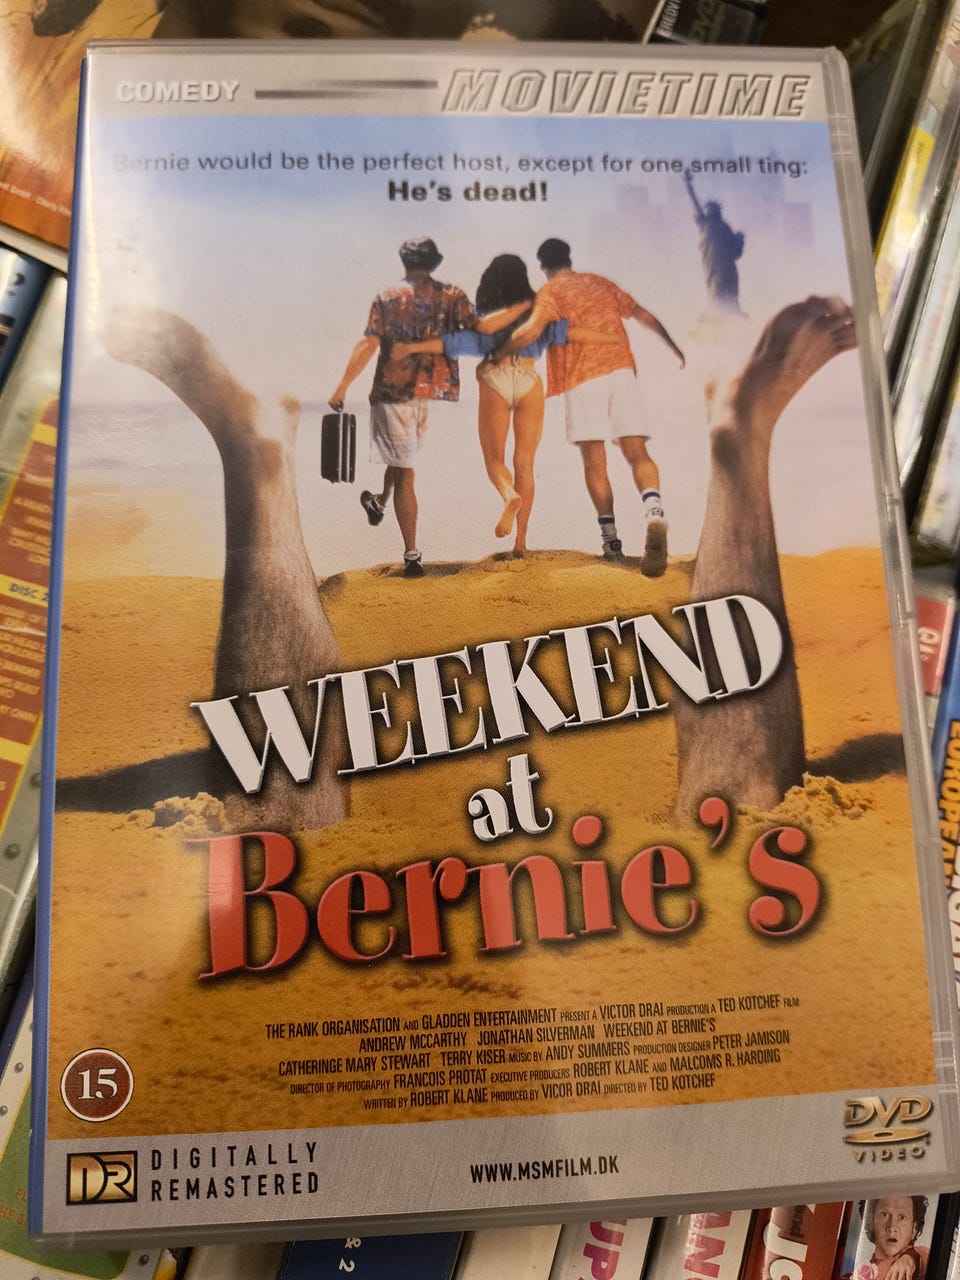 COMEDY
MOVIETIME
Bernie would be the perfect host, except for one small ting:
He's dead!
WEEKEND
at
Bernie's
THE RANK ORGANISATION AND GLADDEN ENTERTAINMENT PRESENT A VICTOR DRAI PRODUCTION A TED KOTCHEF FILM
ANDREW MCCARTHY JONATHAN SILVERMAN WEEKEND AT BERNIE'S
CATHERINGE MARY STEWART TERRY KISER MUSIC BY ANDY SUMMERS PRODUCTION DESIGNER PETER JAMISON
DIRECTOR OF PHOTOGRAPHY FRANCOIS PROTAT EXECUTIVE PRODUCERS ROBERT KLANE AND MALCOMS R. HARDING
WRITTEN BY ROBERT KLANE PRODUCED BY VICOR DRAI DIRECTED BY TED KOTCHEF
15
DR DIGITALLY
REMASTERED
WWW.MSMFILM.DK
DVD
VIDEO
DISC 2
& 2